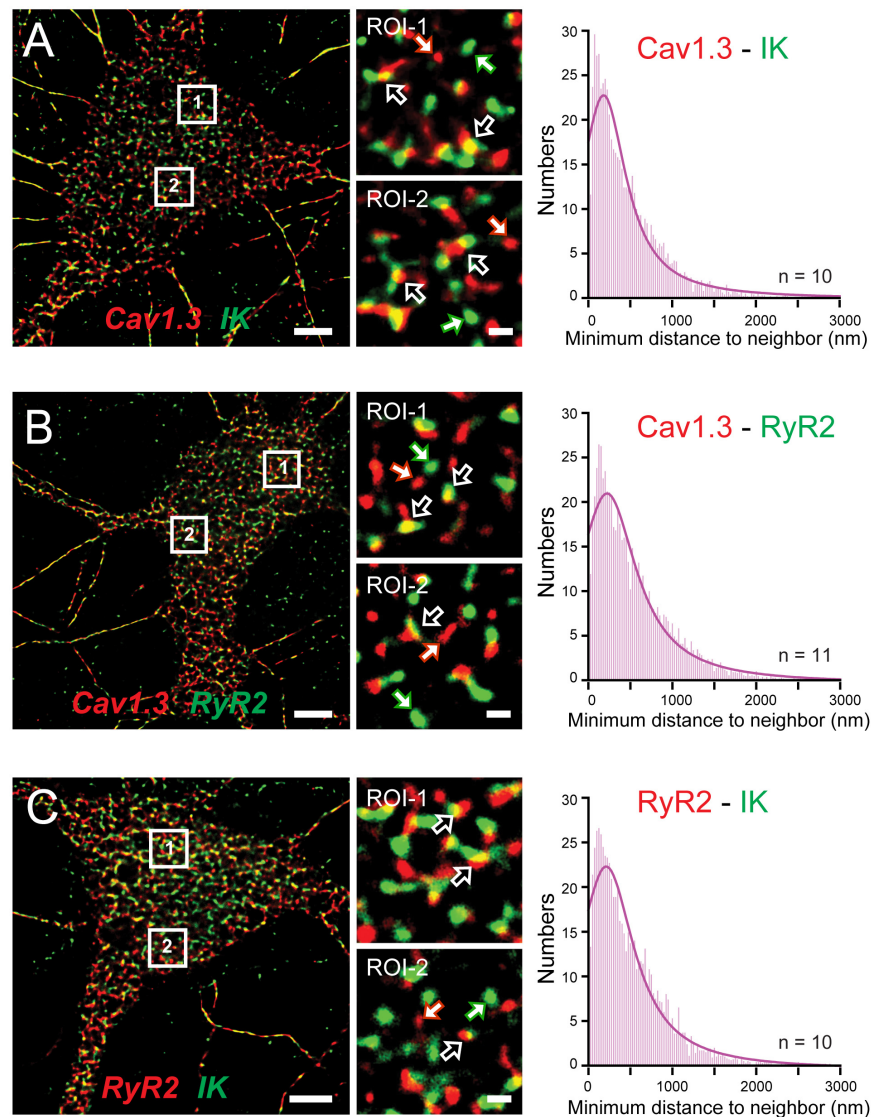 A
1
2
Cav1.3 IK
ROI-1
ROI-2
Cav1.3 - IK
Numbers
30
25
20
15
10
5
0
n = 10
0 1000 2000 3000
Minimum distance to neighbor (nm)
B
1
2
Cav1.3 RyR2
ROI-1
ROI-2
Cav1.3 - RyR2
Numbers
30
25
20
15
10
5
0
n = 11
0 1000 2000 3000
Minimum distance to neighbor (nm)
C
1
2
RyR2 IK
ROI-1
ROI-2
RyR2 - IK
Numbers
30
25
20
15
10
5
0
n = 10
0 1000 2000 3000
Minimum distance to neighbor (nm)